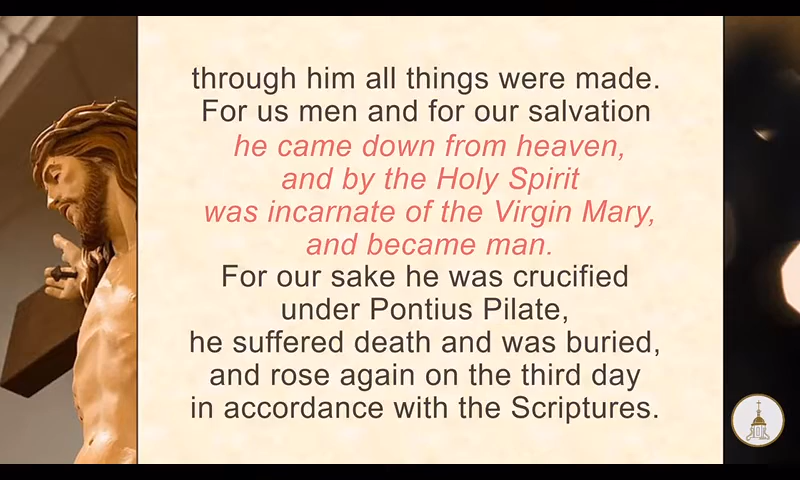 through him all things were made.
For us men and for our salvation
he came down from heaven,
and by the Holy Spirit
was incarnate of the Virgin Mary,
and became man.
For our sake he was crucified
under Pontius Pilate,
he suffered death and was buried,
and rose again on the third day
in accordance with the Scriptures.